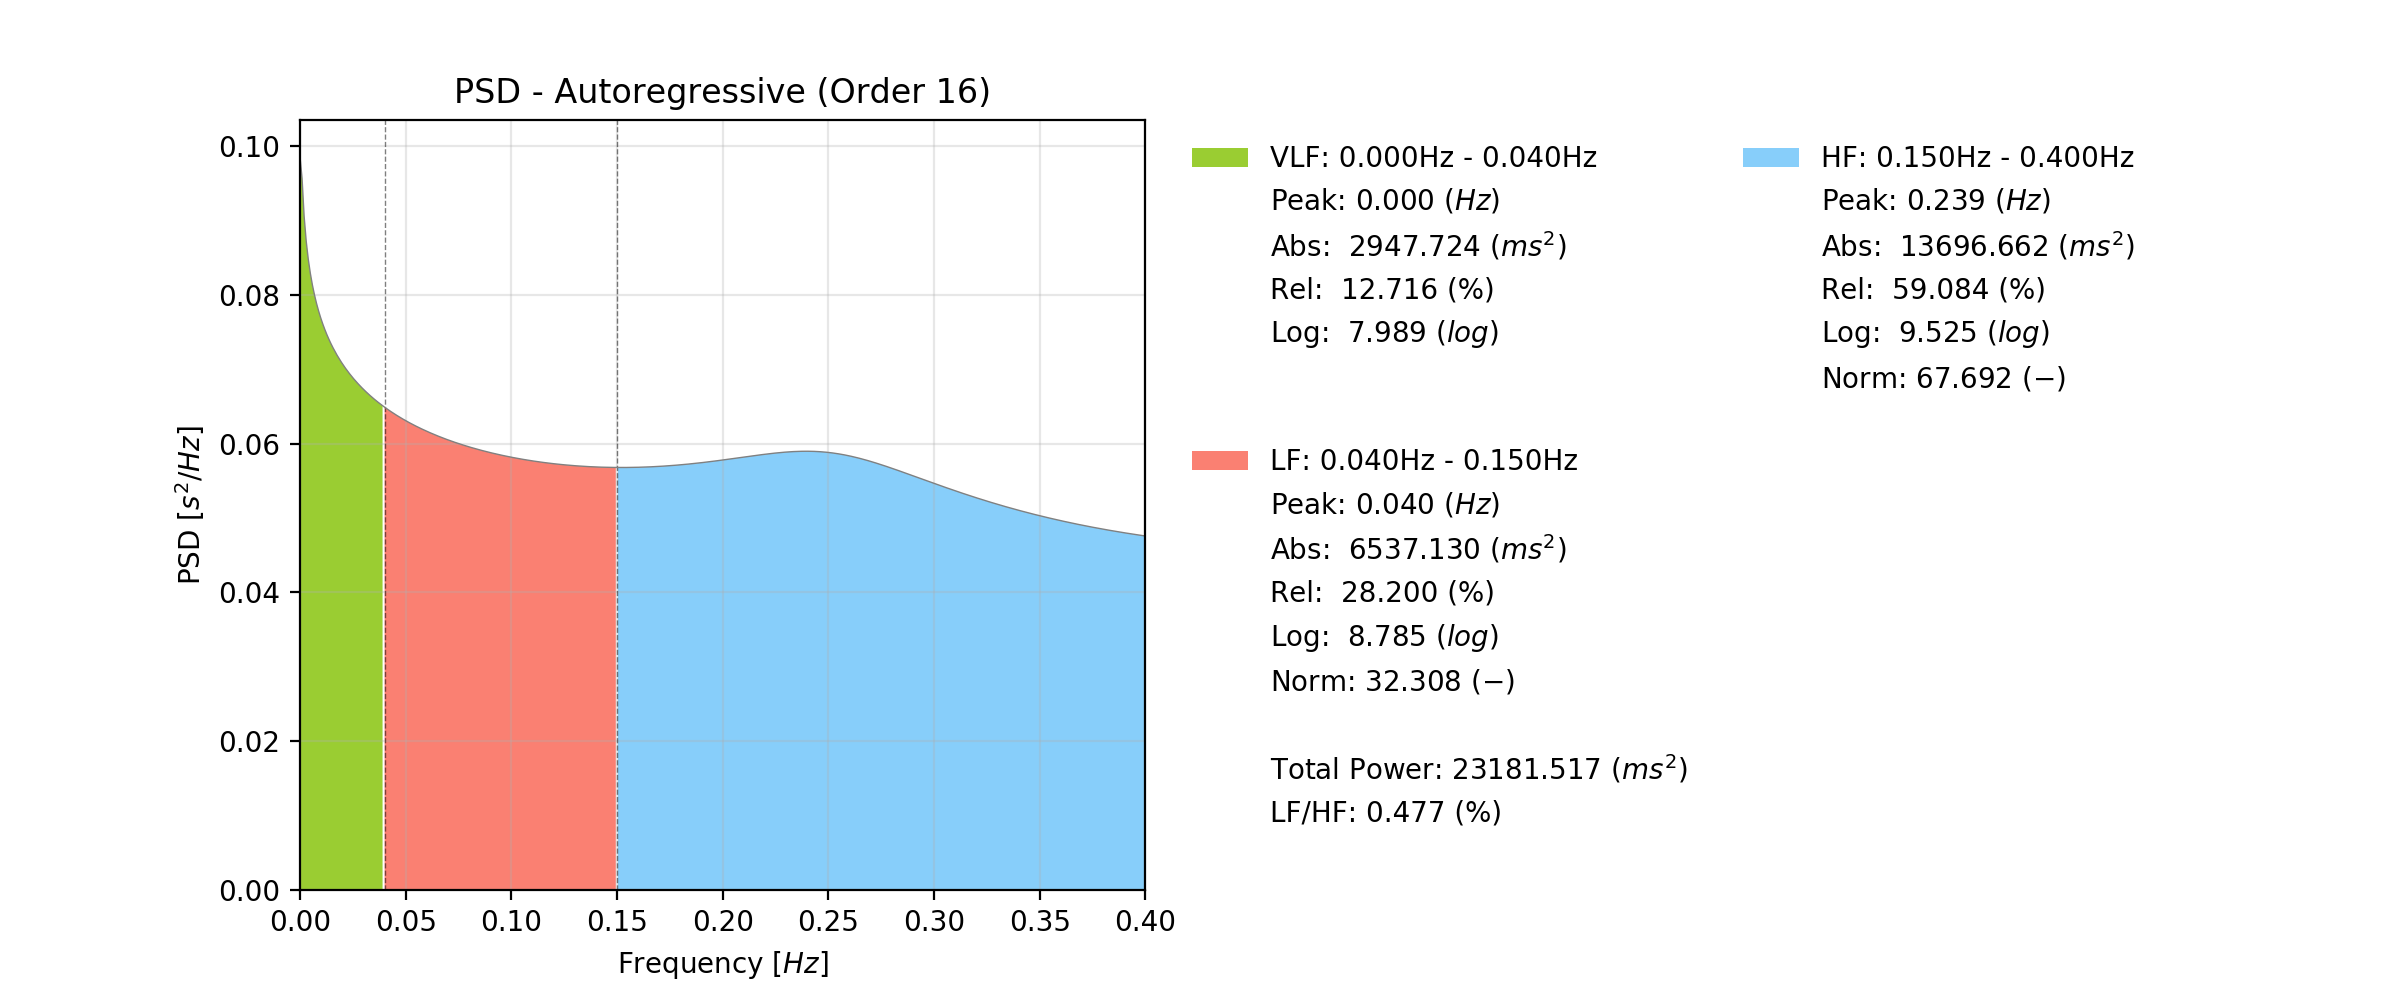 PSD - Autoregressive (Order 16)
0.10
0.08
0.06
0.04
0.02
0.00
PSD [s²/Hz]
0.00 0.05 0.10 0.15 0.20 0.25 0.30 0.35 0.40
Frequency [Hz]
VLF: 0.000Hz - 0.040Hz
Peak: 0.000 (Hz)
Abs: 2947.724 (ms²)
Rel: 12.716 (%)
Log: 7.989 (log)
LF: 0.040Hz - 0.150Hz
Peak: 0.040 (Hz)
Abs: 6537.130 (ms²)
Rel: 28.200 (%)
Log: 8.785 (log)
Norm: 32.308 (−)
Total Power: 23181.517 (ms²)
LF/HF: 0.477 (%)
HF: 0.150Hz - 0.400Hz
Peak: 0.239 (Hz)
Abs: 13696.662 (ms²)
Rel: 59.084 (%)
Log: 9.525 (log)
Norm: 67.692 (−)